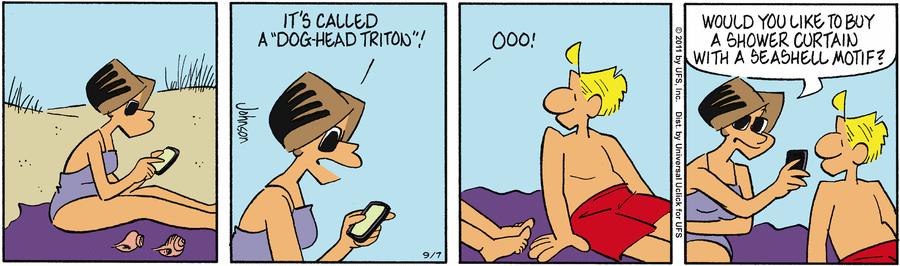 IT'S CALLED
A "DOG-HEAD TRITON"!
Johnson
9/7
OOO!
© 2011 by UFS, Inc. Dist. by Universal Uclick for UFS
WOULD YOU LIKE TO BUY
A SHOWER CURTAIN
WITH A SEASHELL MOTIF?